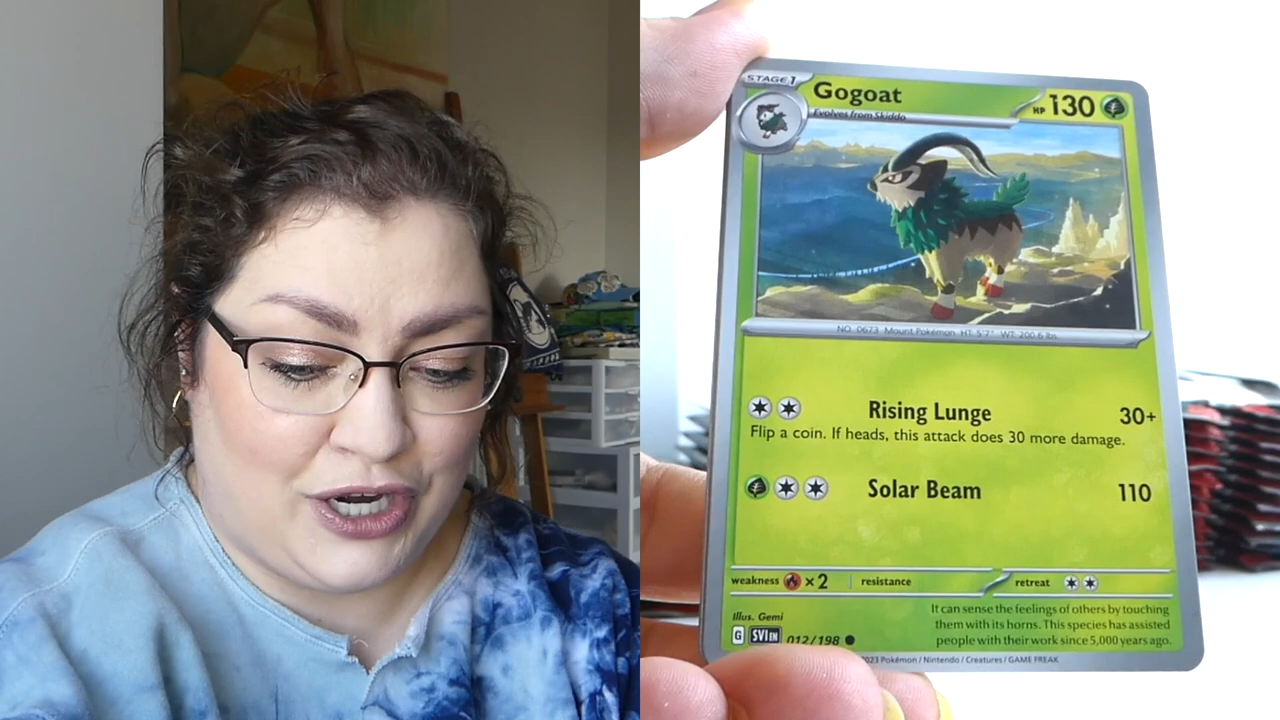 STAGE 1
Gogoat
HP 130
Evolves from Skiddo
NO. 0673 Mount Pokémon HT: 5'7" WT: 200.6 lbs.
Rising Lunge 30+
Flip a coin. If heads, this attack does 30 more damage.
Solar Beam 110
weakness ×2 resistance retreat
Illus. Gemi
G SVI EN 012/198
It can sense the feelings of others by touching
them with its horns. This species has assisted
people with their work since 5,000 years ago.
2023 Pokémon / Nintendo / Creatures / GAME FREAK